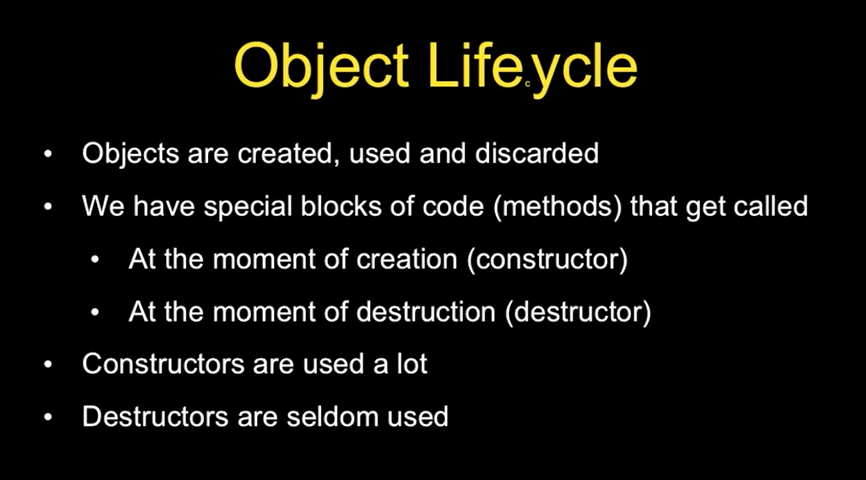 Object Lifecycle
• Objects are created, used and discarded
• We have special blocks of code (methods) that get called
• At the moment of creation (constructor)
• At the moment of destruction (destructor)
• Constructors are used a lot
• Destructors are seldom used